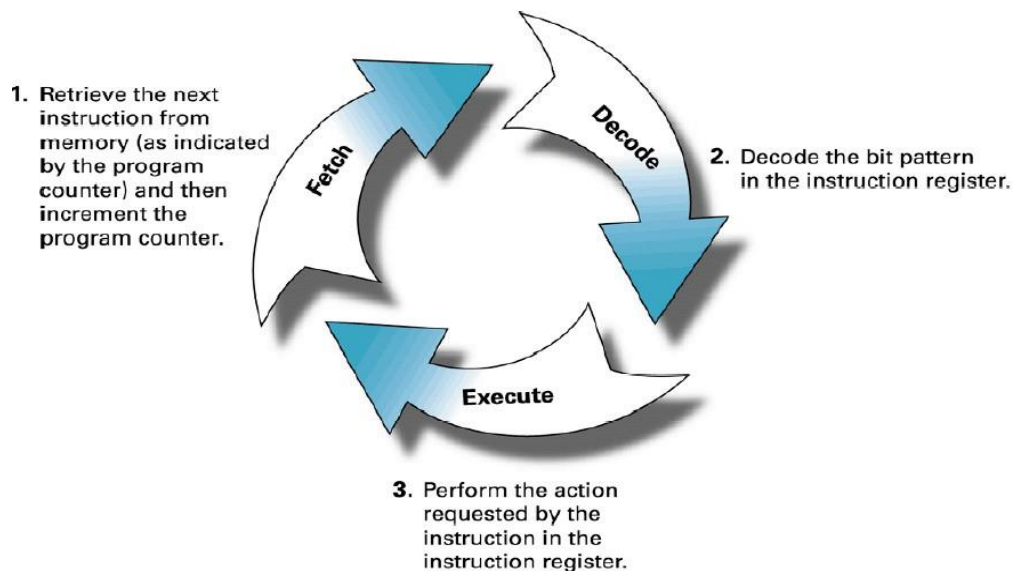 1. Retrieve the next
instruction from
memory (as indicated
by the program
counter) and then
increment the
program counter.
Fetch
Decode
2. Decode the bit pattern
in the instruction register.
Execute
3. Perform the action
requested by the
instruction in the
instruction register.